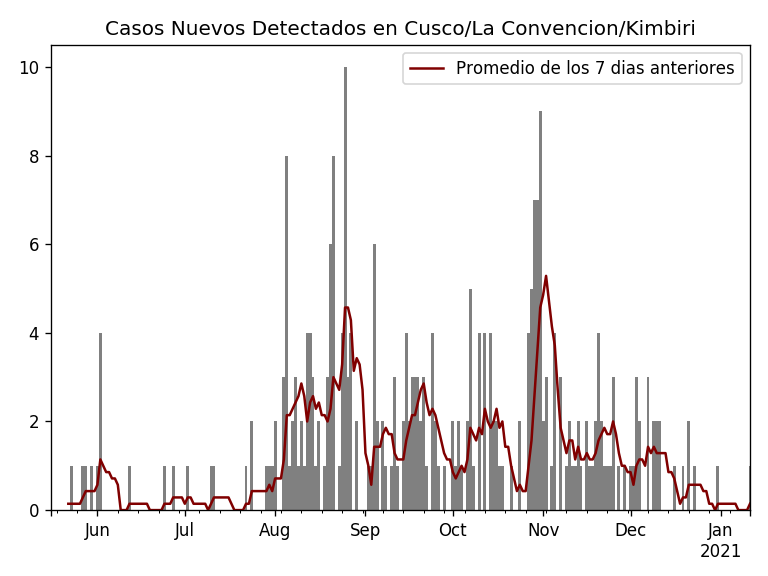 Casos Nuevos Detectados en Cusco/La Convencion/Kimbiri
Promedio de los 7 dias anteriores
10
8
6
4
2
0
Jun Jul Aug Sep Oct Nov Dec Jan
2021